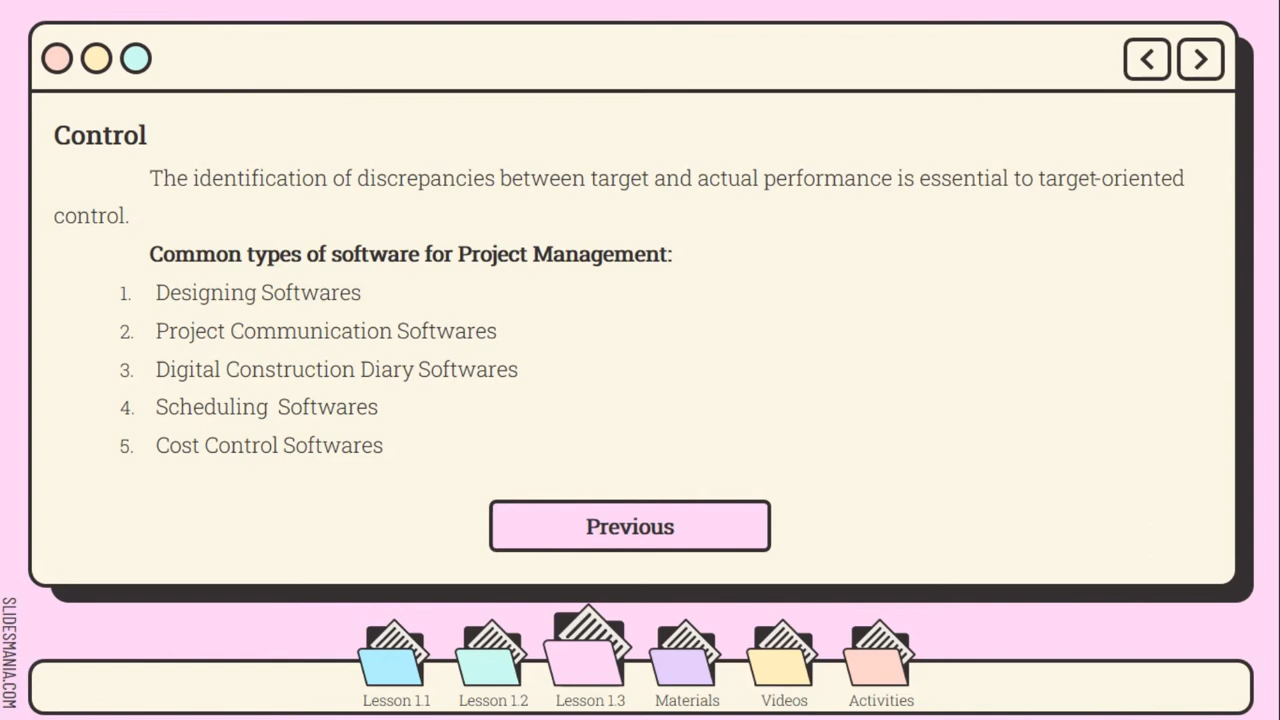 Control
The identification of discrepancies between target and actual performance is essential to target-oriented
control.
Common types of software for Project Management:
1. Designing Softwares
2. Project Communication Softwares
3. Digital Construction Diary Softwares
4. Scheduling  Softwares
5. Cost Control Softwares
Previous
SLIDESMANIA.COM
Lesson 1.1
Lesson 1.2
Lesson 1.3
Materials
Videos
Activities